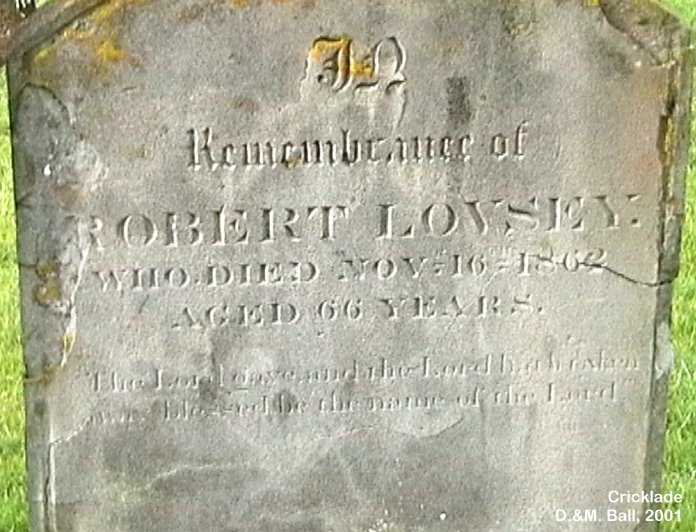 IN
Remembrance of
ROBERT LOVSEY:
WHO DIED NOV. 16TH 1862
AGED 66 YEARS.
"The Lord gave, and the Lord hath taken
away blessed be the name of the Lord"
Cricklade
D.&M. Ball, 2001